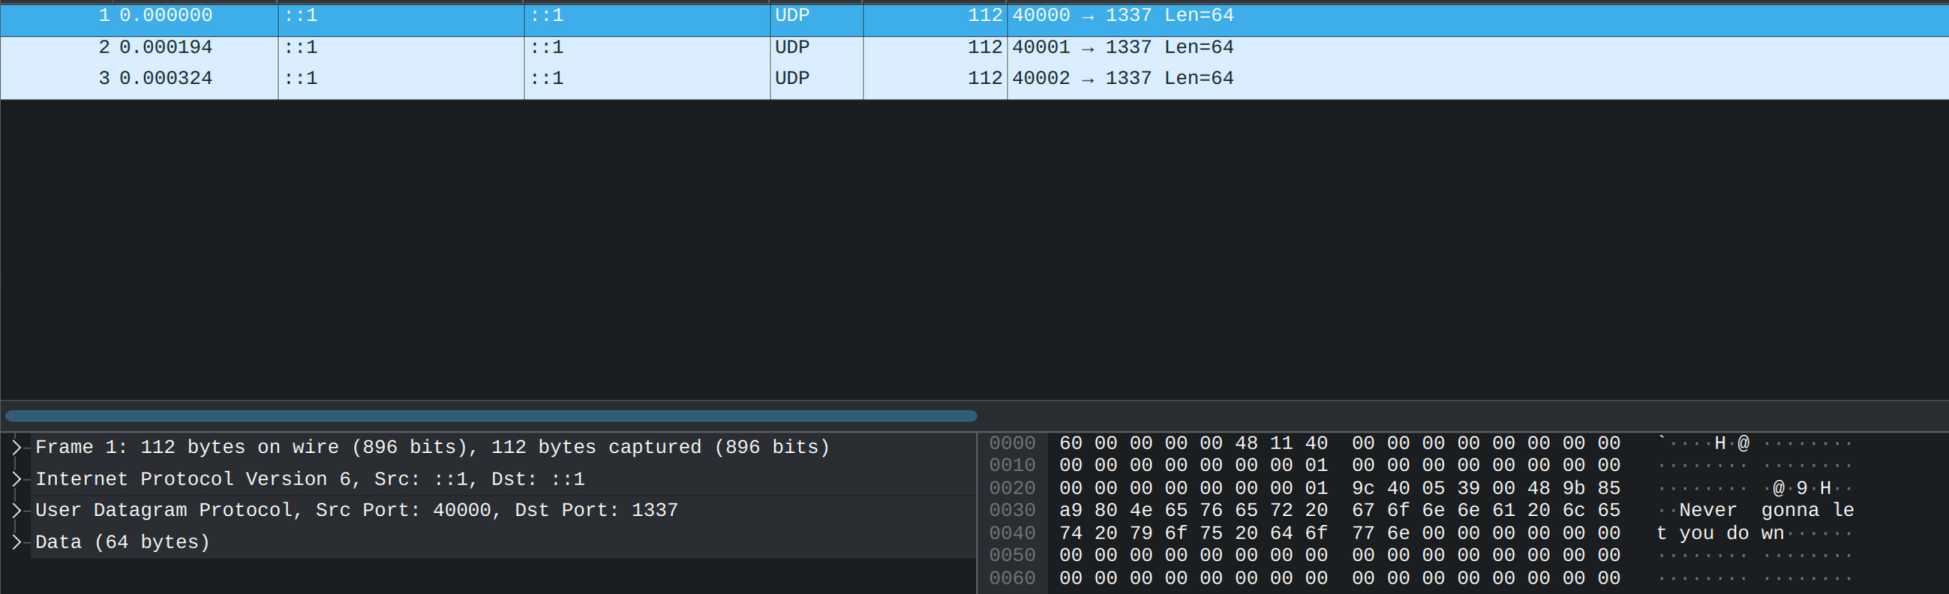 1 0.000000 ::1 ::1 UDP 112 40000 → 1337 Len=64
2 0.000194 ::1 ::1 UDP 112 40001 → 1337 Len=64
3 0.000324 ::1 ::1 UDP 112 40002 → 1337 Len=64
Frame 1: 112 bytes on wire (896 bits), 112 bytes captured (896 bits)
Internet Protocol Version 6, Src: ::1, Dst: ::1
User Datagram Protocol, Src Port: 40000, Dst Port: 1337
Data (64 bytes)
0000 60 00 00 00 00 48 11 40 00 00 00 00 00 00 00 00 `····H·@ ········
0010 00 00 00 00 00 00 00 01 00 00 00 00 00 00 00 00 ········ ········
0020 00 00 00 00 00 00 00 01 9c 40 05 39 00 48 9b 85 ········ ·@·9·H··
0030 a9 80 4e 65 76 65 72 20 67 6f 6e 6e 61 20 6c 65 ··Never gonna le
0040 74 20 79 6f 75 20 64 6f 77 6e 00 00 00 00 00 00 t you do wn······
0050 00 00 00 00 00 00 00 00 00 00 00 00 00 00 00 00 ········ ········
0060 00 00 00 00 00 00 00 00 00 00 00 00 00 00 00 00 ········ ········